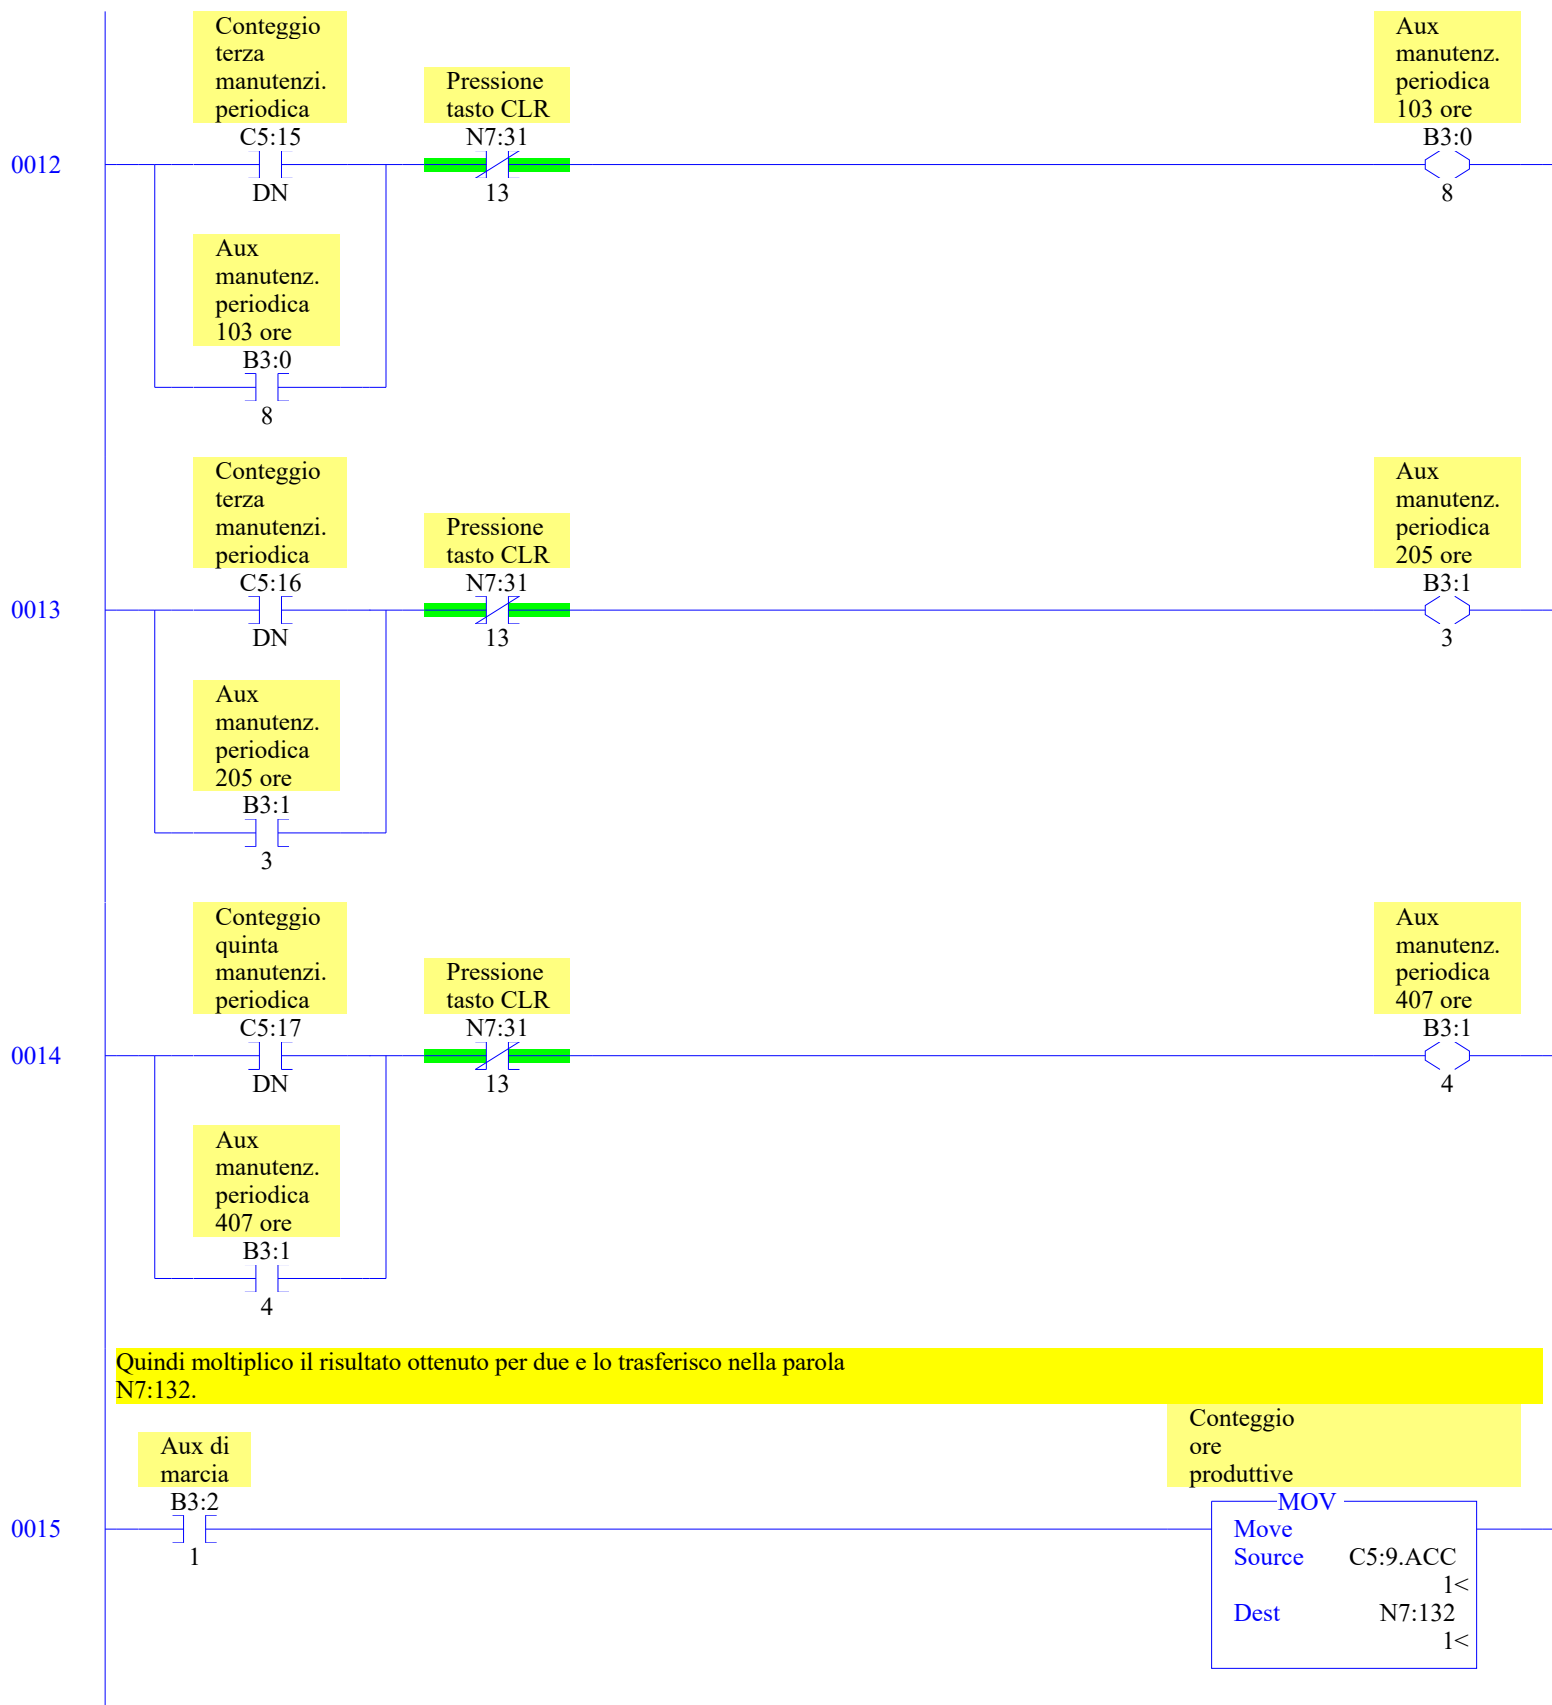 Conteggio
terza
manutenzi.
periodica
C5:15
DN
Pressione
tasto CLR
N7:31
13
Aux
manutenz.
periodica
103 ore
B3:0
8
0012
Aux
manutenz.
periodica
103 ore
B3:0
8
Conteggio
terza
manutenzi.
periodica
C5:16
DN
Pressione
tasto CLR
N7:31
13
Aux
manutenz.
periodica
205 ore
B3:1
3
0013
Aux
manutenz.
periodica
205 ore
B3:1
3
Conteggio
quinta
manutenzi.
periodica
C5:17
DN
Pressione
tasto CLR
N7:31
13
Aux
manutenz.
periodica
407 ore
B3:1
4
0014
Aux
manutenz.
periodica
407 ore
B3:1
4
Quindi moltiplico il risultato ottenuto per due e lo trasferisco nella parola
N7:132.
Aux di
marcia
B3:2
1
0015
Conteggio
ore
produttive
MOV
Move
Source C5:9.ACC
1<
Dest N7:132
1<